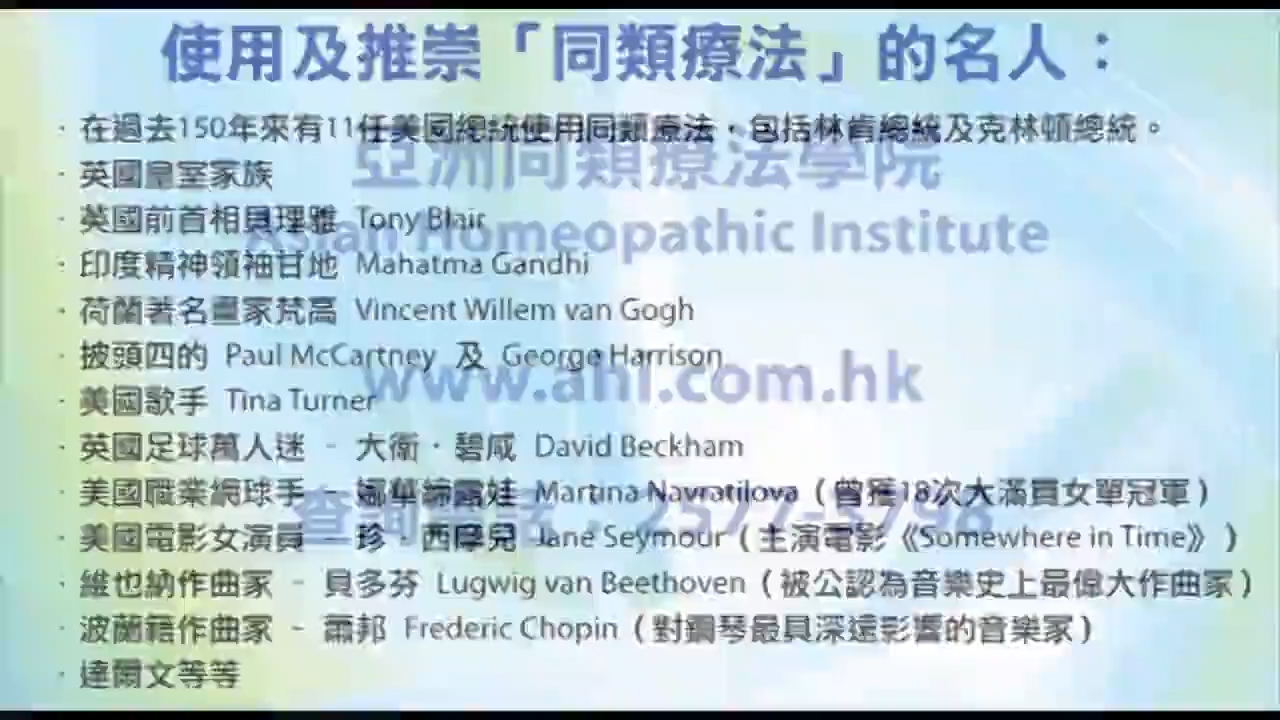 使用及推崇「同類療法」的名人：
· 在過去150年來有11任美國總統使用同類療法，包括林肯總統及克林頓總統。
亞洲同類療法學院
· 英國皇室家族
· 英國前首相貝理雅 Tony Blair
Asian Homeopathic Institute
· 印度精神領袖甘地 Mahatma Gandhi
· 荷蘭著名畫家梵高 Vincent Willem van Gogh
· 披頭四的 Paul McCartney 及 George Harrison
www.ahi.com.hk
· 美國歌手 Tina Turner
· 英國足球萬人迷 - 大衛・碧咸 David Beckham
· 美國職業網球手 - 娜華締露娃 Martina Navratilova（曾獲18次大滿貫女單冠軍）
查詢電話：2577-3798
· 美國電影女演員 - 珍・西摩兒 Jane Seymour（主演電影《Somewhere in Time》）
· 維也納作曲家 - 貝多芬 Lugwig van Beethoven（被公認為音樂史上最偉大作曲家）
· 波蘭籍作曲家 - 蕭邦 Frederic Chopin（對鋼琴最具深遠影響的音樂家）
· 達爾文等等